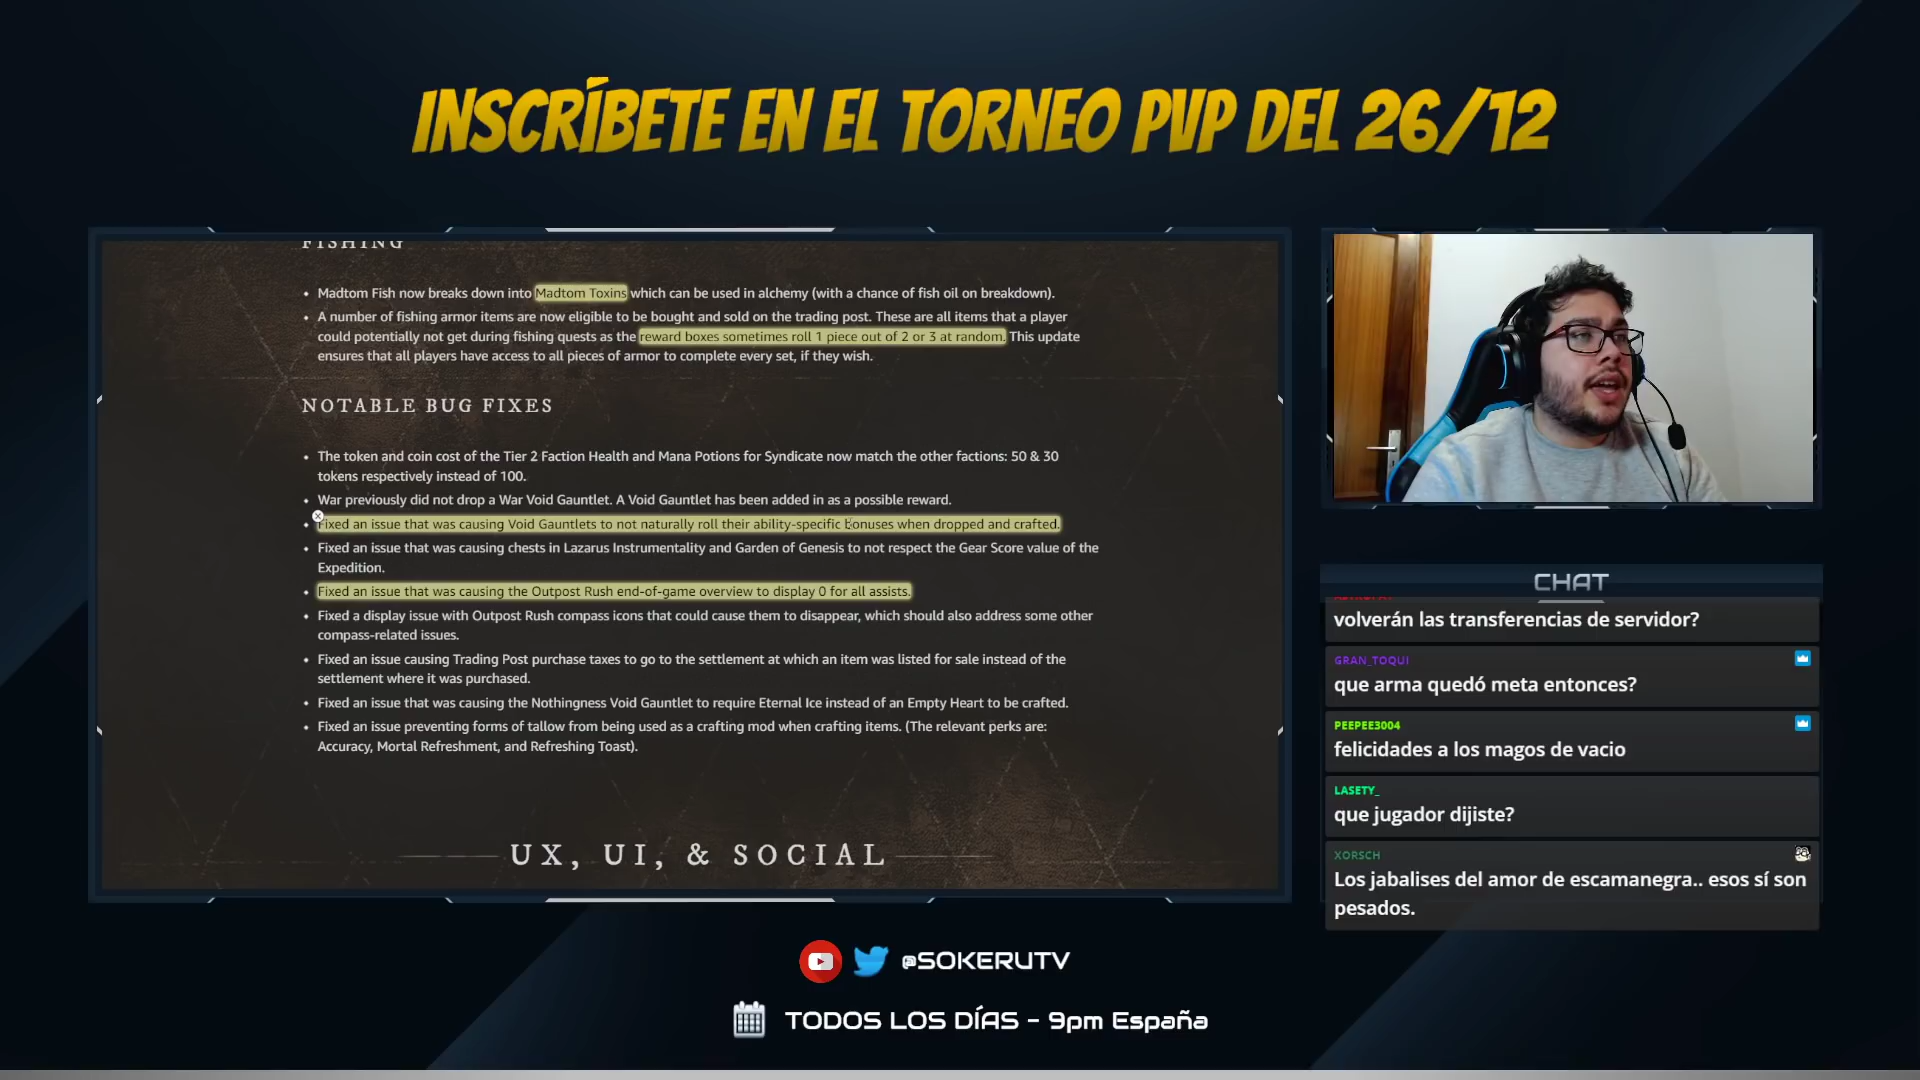 INSCRÍBETE EN EL TORNEO PVP DEL 26/12
FISHING
• Madtom Fish now breaks down into Madtom Toxins which can be used in alchemy (with a chance of fish oil on breakdown).
• A number of fishing armor items are now eligible to be bought and sold on the trading post. These are all items that a player
could potentially not get during fishing quests as the reward boxes sometimes roll 1 piece out of 2 or 3 at random. This update
ensures that all players have access to all pieces of armor to complete every set, if they wish.
NOTABLE BUG FIXES
• The token and coin cost of the Tier 2 Faction Health and Mana Potions for Syndicate now match the other factions: 50 & 30
tokens respectively instead of 100.
• War previously did not drop a War Void Gauntlet. A Void Gauntlet has been added in as a possible reward.
• Fixed an issue that was causing Void Gauntlets to not naturally roll their ability-specific bonuses when dropped and crafted.
• Fixed an issue that was causing chests in Lazarus Instrumentality and Garden of Genesis to not respect the Gear Score value of the
Expedition.
• Fixed an issue that was causing the Outpost Rush end-of-game overview to display 0 for all assists.
• Fixed a display issue with Outpost Rush compass icons that could cause them to disappear, which should also address some other
compass-related issues.
• Fixed an issue causing Trading Post purchase taxes to go to the settlement at which an item was listed for sale instead of the
settlement where it was purchased.
• Fixed an issue that was causing the Nothingness Void Gauntlet to require Eternal Ice instead of an Empty Heart to be crafted.
• Fixed an issue preventing forms of tallow from being used as a crafting mod when crafting items. (The relevant perks are:
Accuracy, Mortal Refreshment, and Refreshing Toast).
UX, UI, & SOCIAL
CHAT
volverán las transferencias de servidor?
GRAN_TOQUI
que arma quedó meta entonces?
PEEPEE3004
felicidades a los magos de vacio
LASETY_
que jugador dijiste?
XORSCH
Los jabalises del amor de escamanegra.. esos sí son
pesados.
@SOKERUTV
TODOS LOS DÍAS - 9pm España